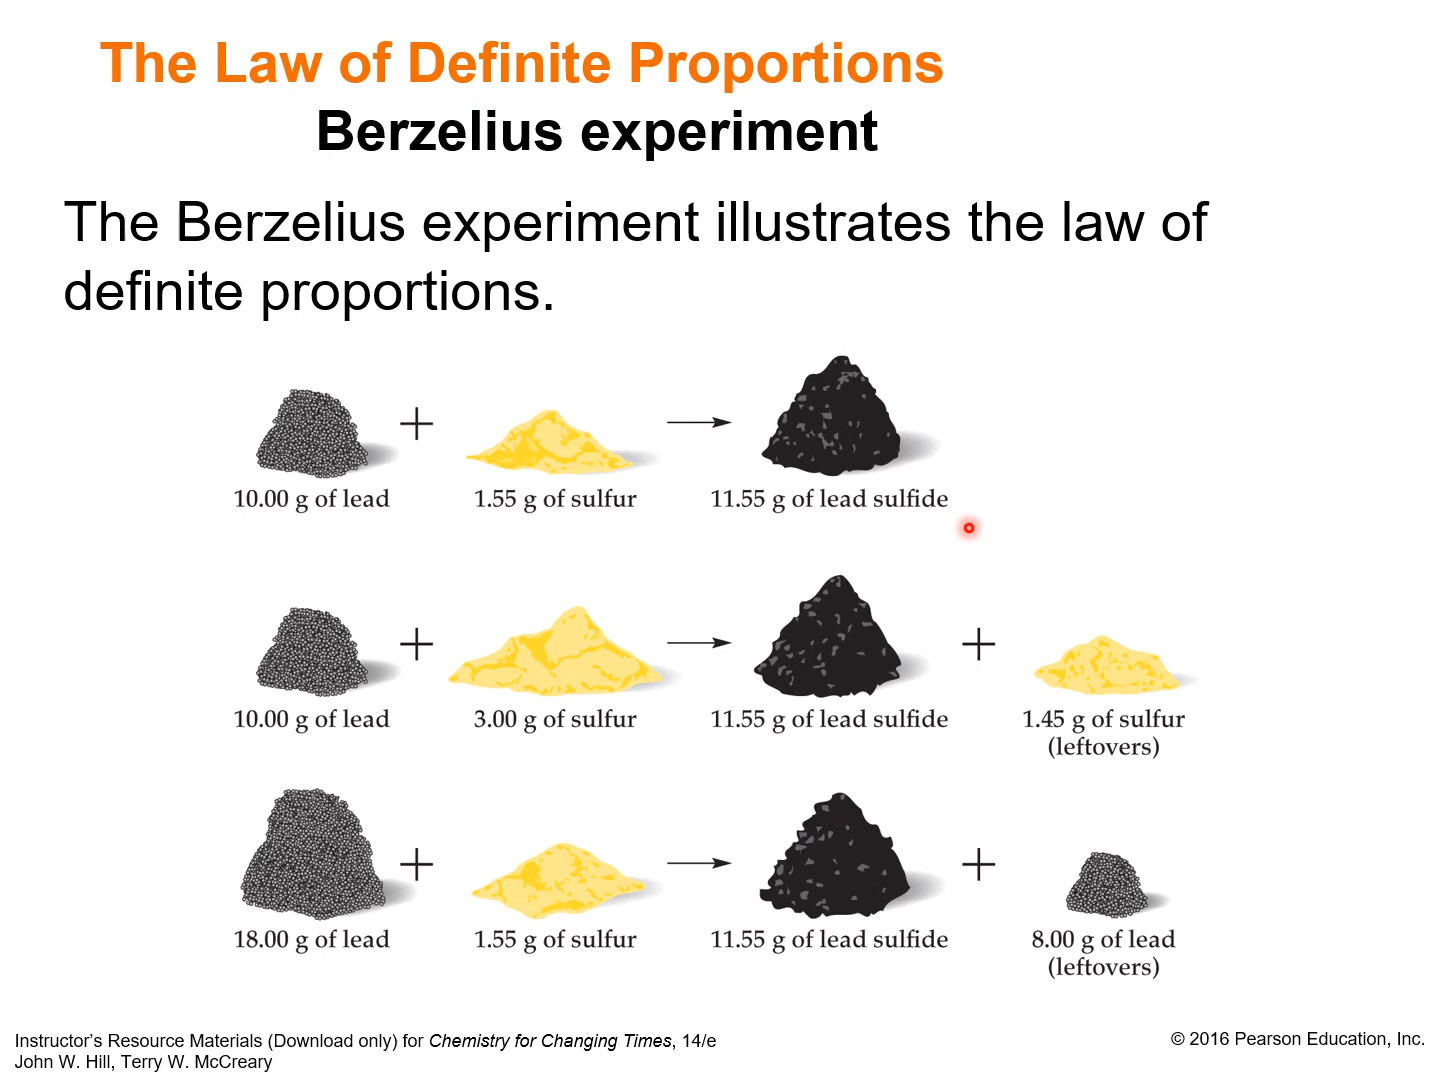 The Law of Definite Proportions
Berzelius experiment
The Berzelius experiment illustrates the law of
definite proportions.
10.00 g of lead
+
1.55 g of sulfur
11.55 g of lead sulfide
10.00 g of lead
+
3.00 g of sulfur
11.55 g of lead sulfide
+
1.45 g of sulfur
(leftovers)
18.00 g of lead
+
1.55 g of sulfur
11.55 g of lead sulfide
+
8.00 g of lead
(leftovers)
Instructor’s Resource Materials (Download only) for Chemistry for Changing Times, 14/e
John W. Hill, Terry W. McCreary
© 2016 Pearson Education, Inc.